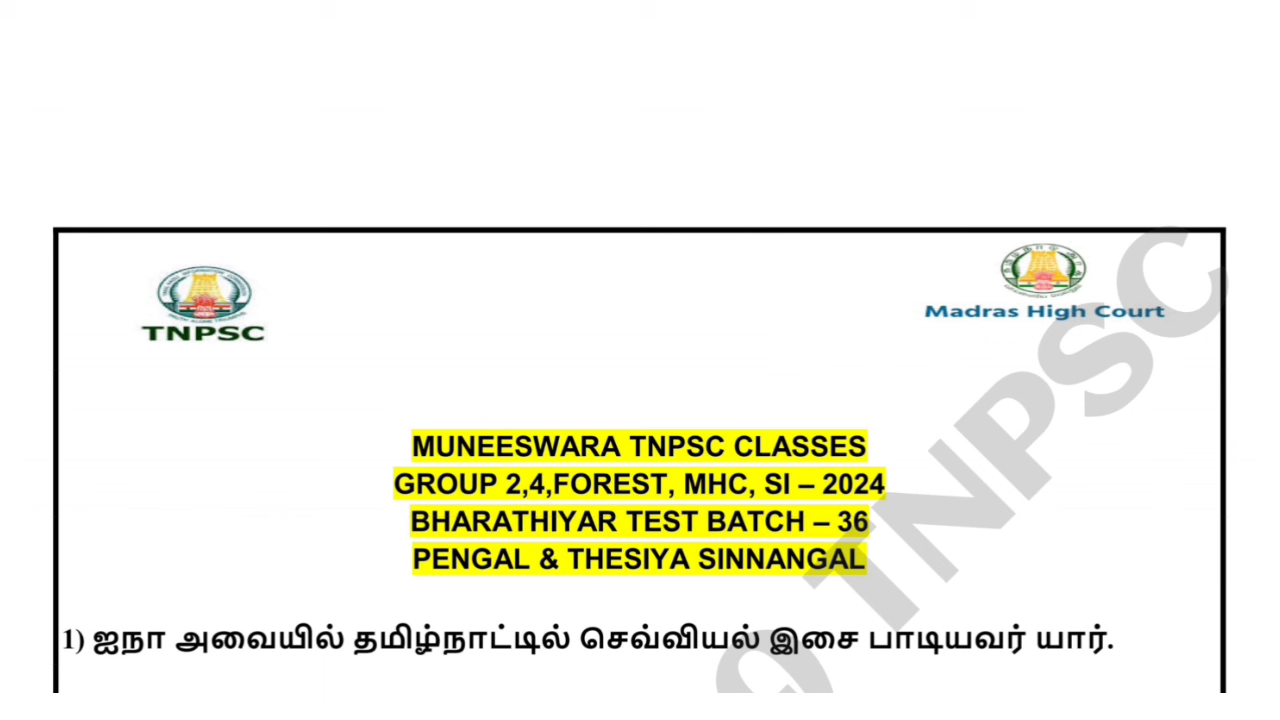 TNPSC
Madras High Court
MUNEESWARA TNPSC CLASSES
GROUP 2,4,FOREST, MHC, SI – 2024
BHARATHIYAR TEST BATCH – 36
PENGAL & THESIYA SINNANGAL
1) ஐநா அவையில் தமிழ்நாட்டில் செவ்வியல் இசை பாடியவர் யார்.
TNPSC